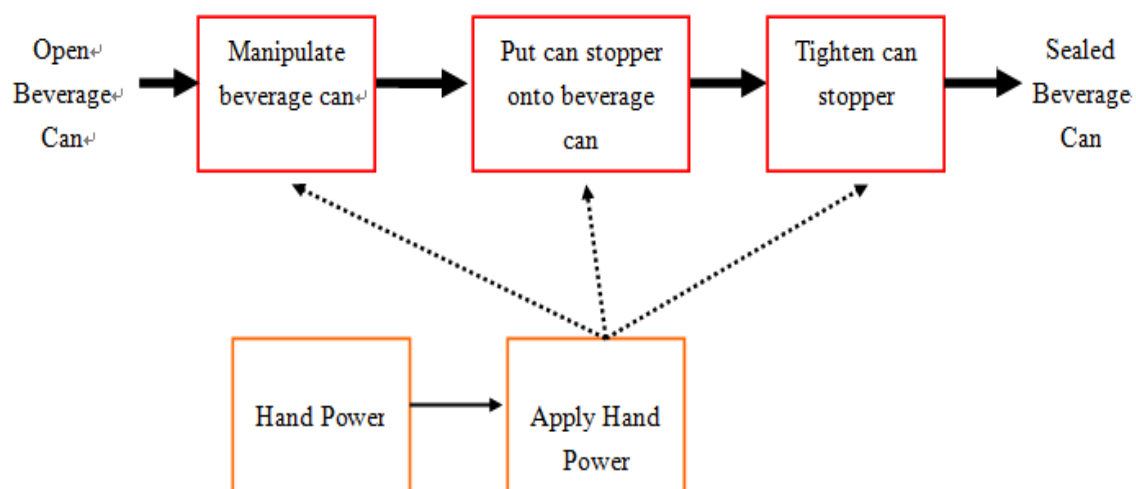 Open
Beverage
Can
Manipulate
beverage can
Put can stopper
onto beverage
can
Tighten can
stopper
Sealed
Beverage
Can
Hand Power
Apply Hand
Power